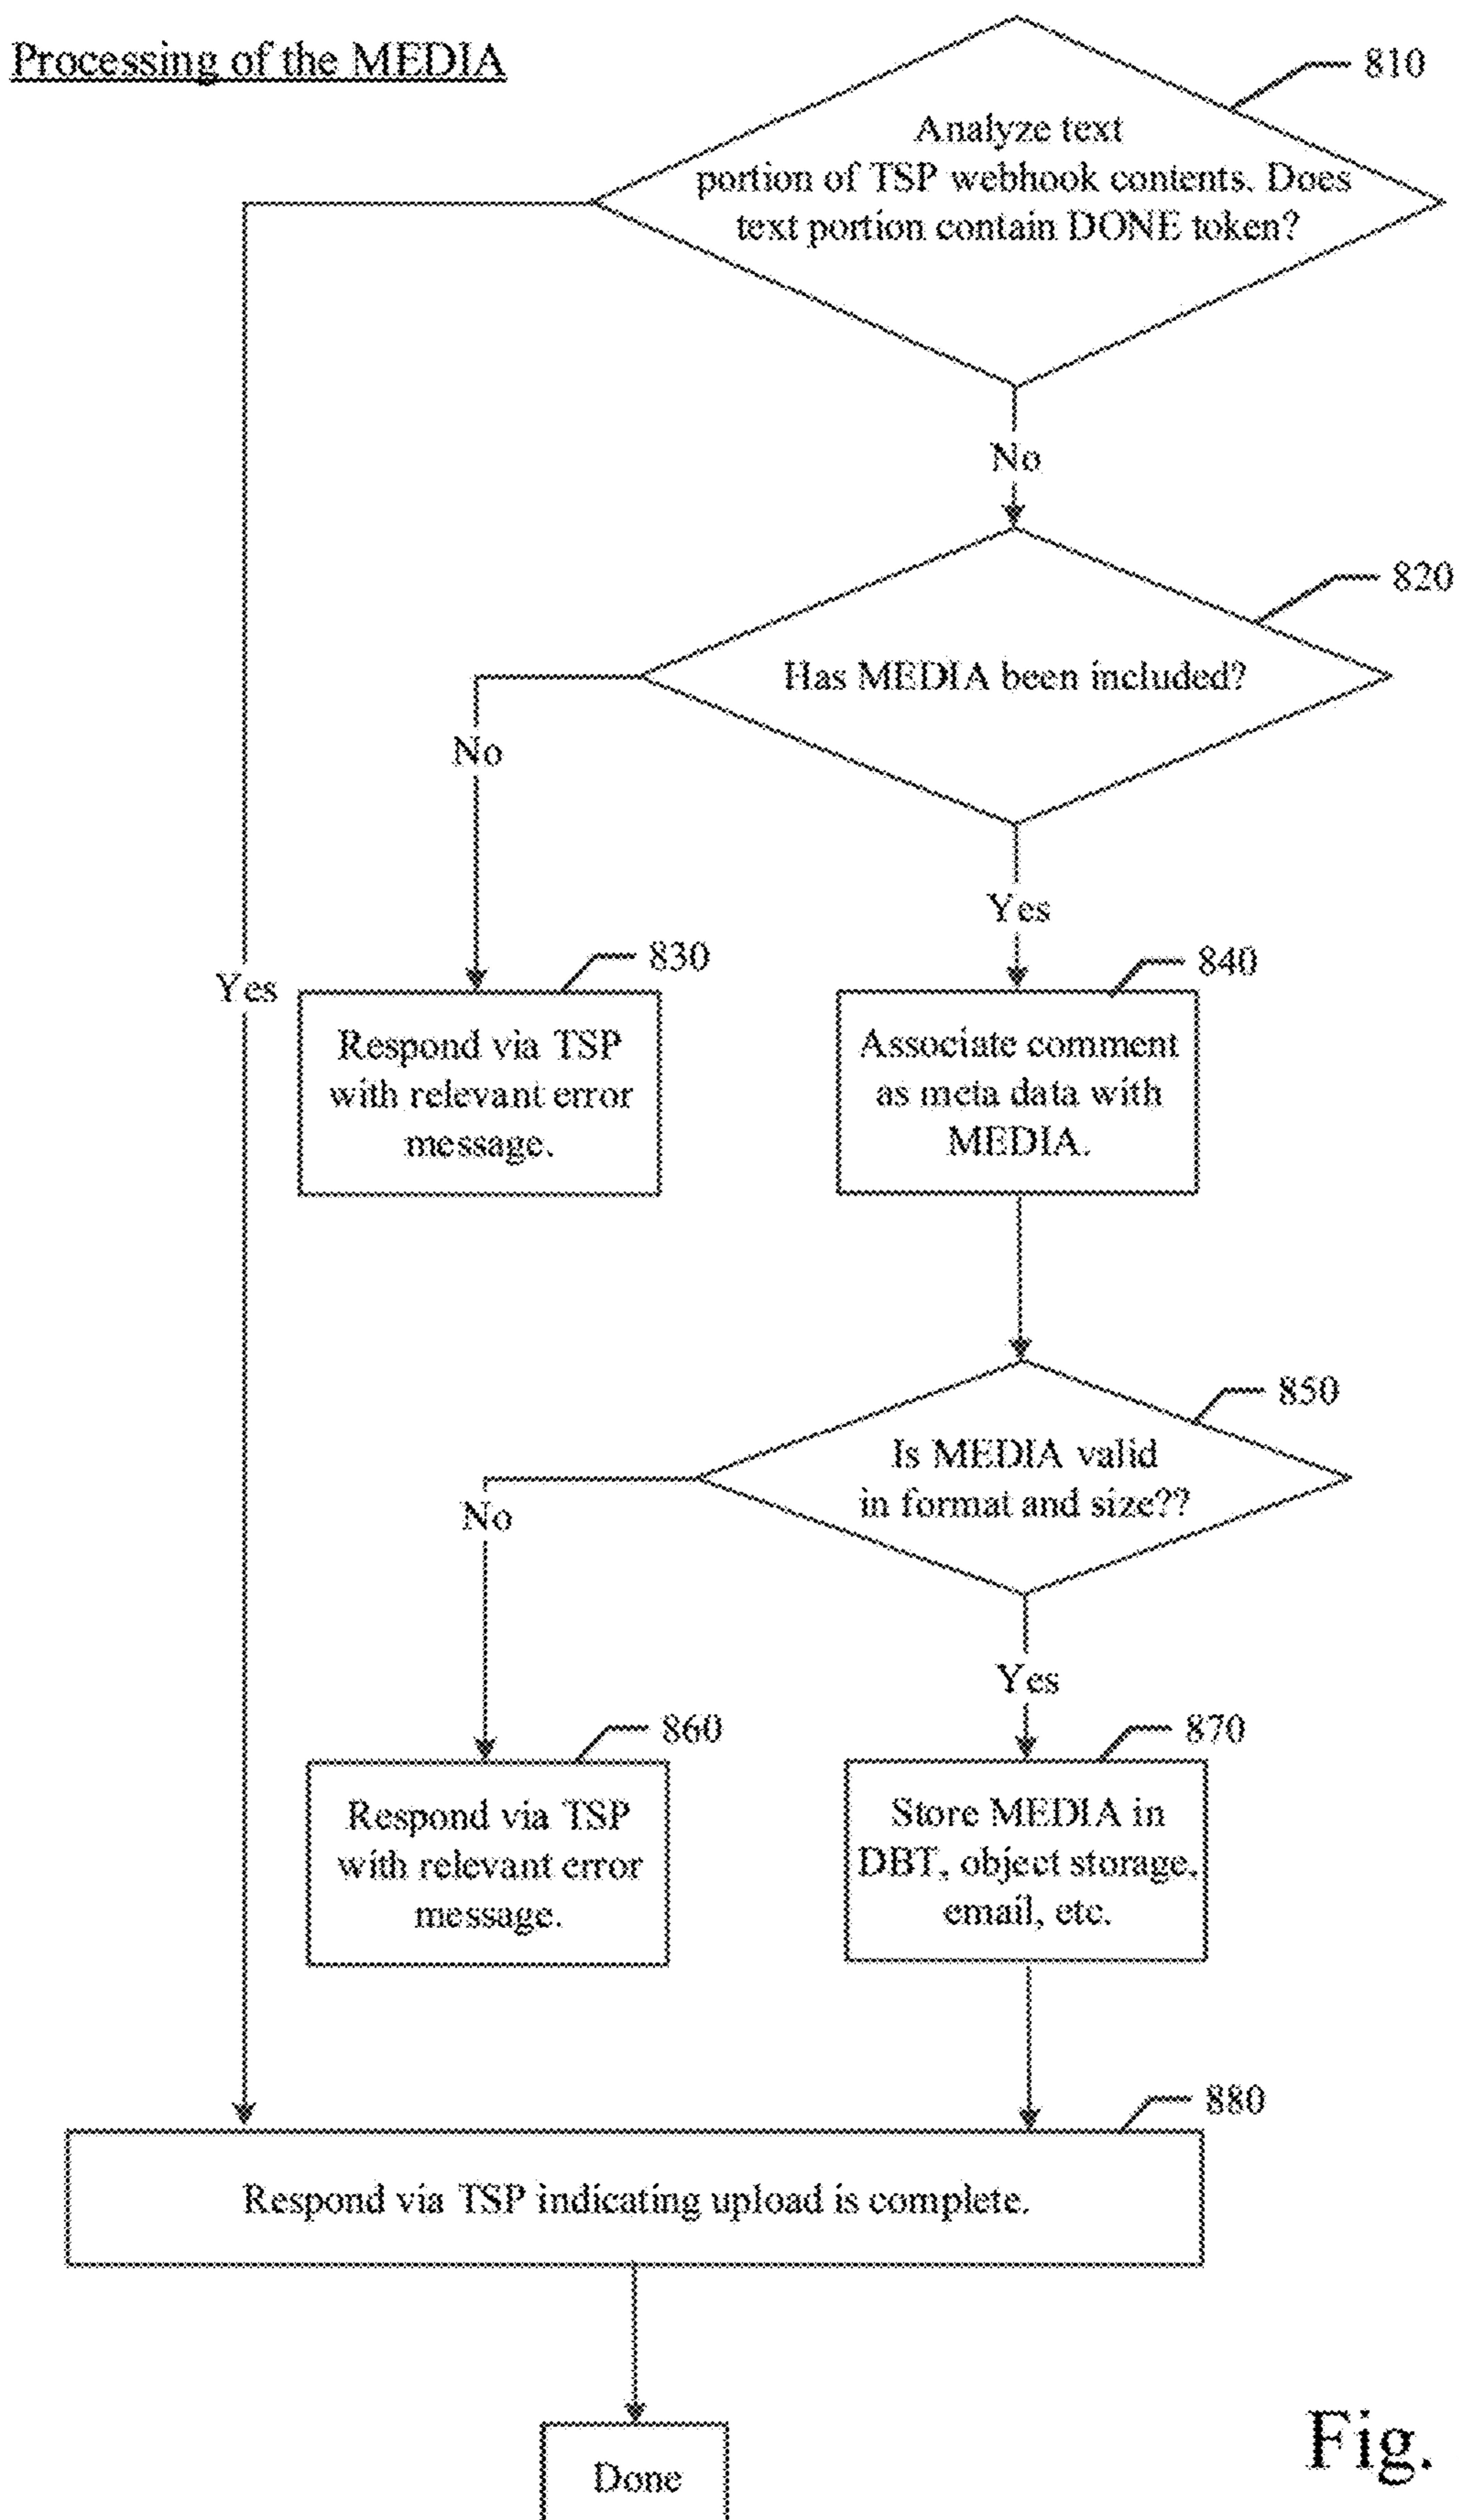 Processing of the MEDIA
810
Analyze text
portion of TSP webhook contents. Does
text portion contain DONE token?
No
820
Has MEDIA been included?
No
Yes
Yes
830
Respond via TSP
with relevant error
message.
840
Associate comment
as meta data with
MEDIA.
850
Is MEDIA valid
in format and size??
No
Yes
860
Respond via TSP
with relevant error
message.
870
Store MEDIA in
DBT, object storage,
email, etc.
880
Respond via TSP indicating upload is complete.
Done
Fig.